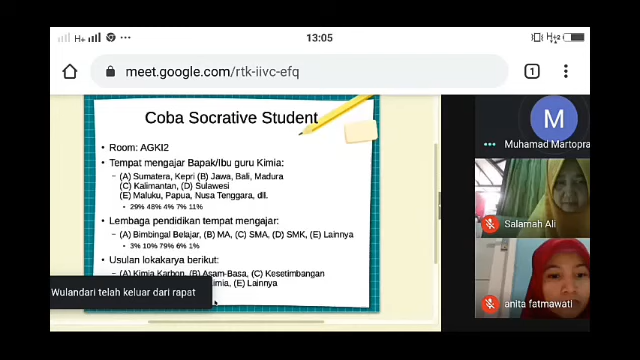 13:05
meet.google.com/rtk-iivc-efq
1
Coba Socrative Student
• Room: AGKI2
• Tempat mengajar Bapak/Ibu guru Kimia:
– (A) Sumatera, Kepri (B) Jawa, Bali, Madura
(C) Kalimantan, (D) Sulawesi
(E) Maluku, Papua, Nusa Tenggara, dll.
• 29% 48% 4% 7% 11%
• Lembaga pendidikan tempat mengajar:
– (A) Bimbingal Belajar, (B) MA, (C) SMA, (D) SMK, (E) Lainnya
• 3% 10% 79% 6% 1%
• Usulan lokakarya berikut:
– (A) Kimia Karbon, (B) Asam-Basa, (C) Kesetimbangan
(E) Lainnya
Wulandari telah keluar dari rapat
M
Muhamad Martopra
Salamah Ali
anita fatmawati